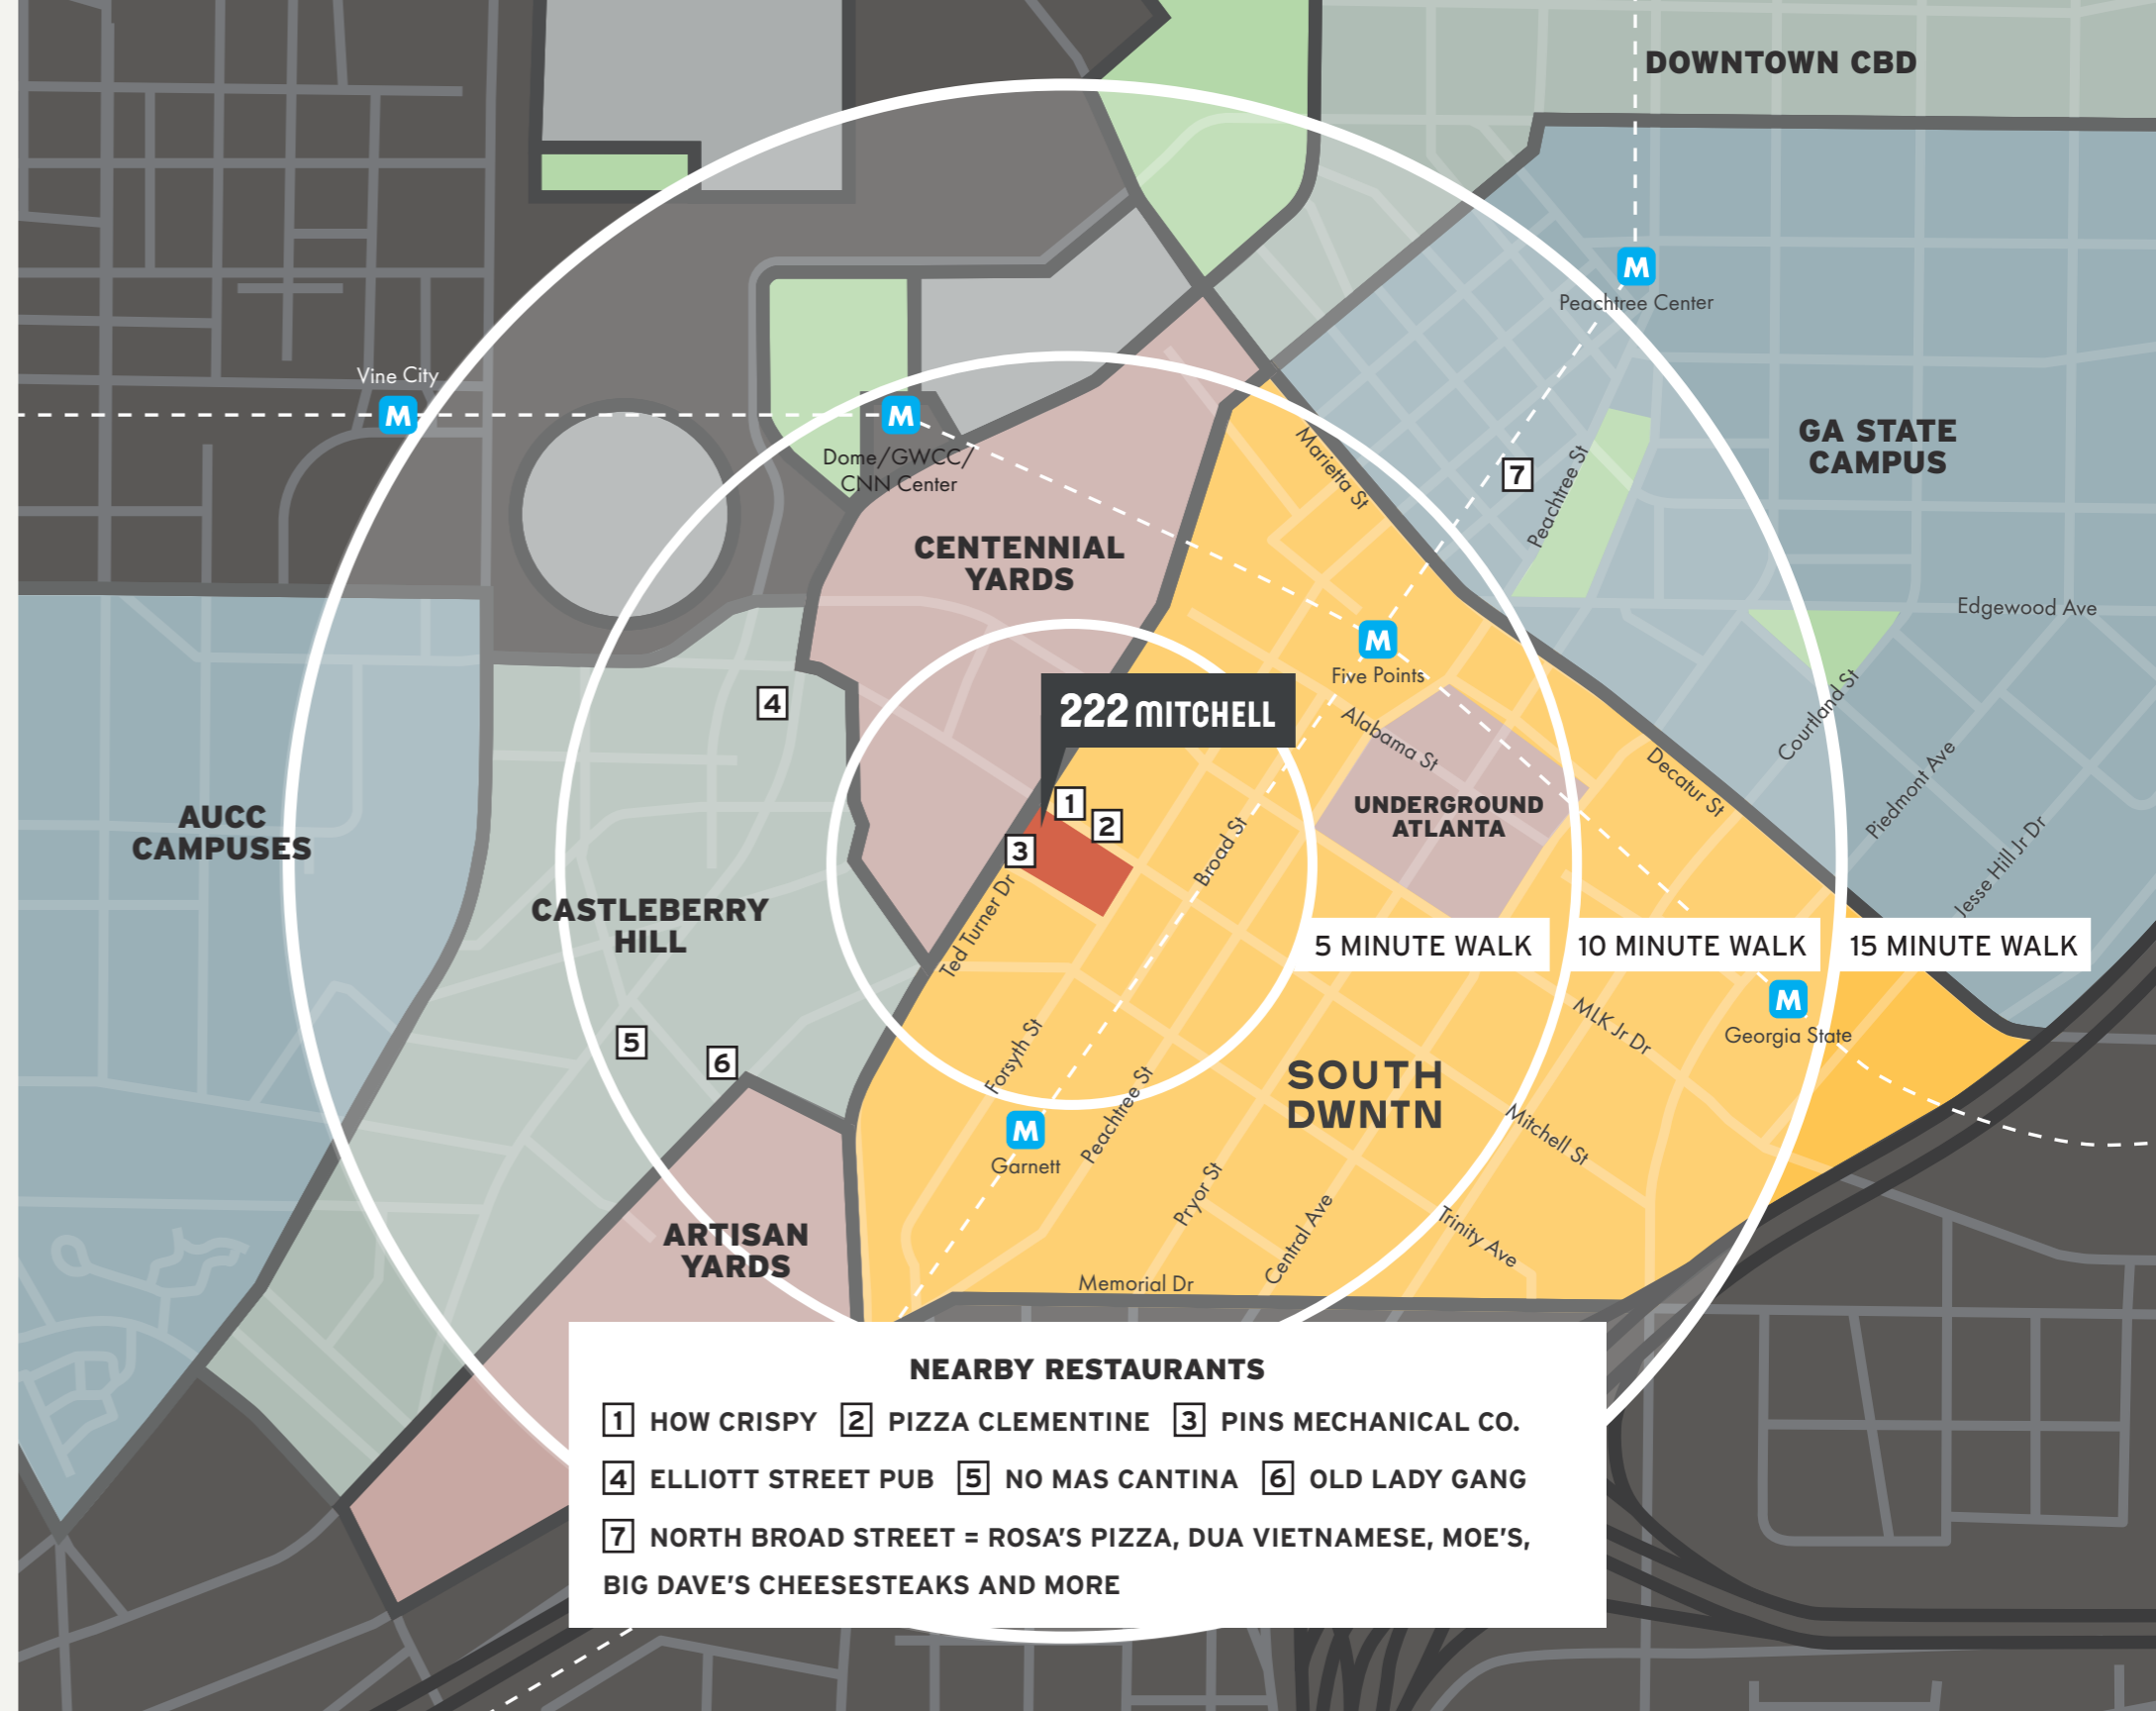 DOWNTOWN CBD
M
Peachtree Center
Vine City
M
M
Dome/GWCC/
CNN Center
Marietta St
7
Peachtree St
GA STATE
CAMPUS
CENTENNIAL
YARDS
Edgewood Ave
M
Five Points
4
222 MITCHELL
Alabama St
Courtland St
Decatur St
Piedmont Ave
1
2
3
UNDERGROUND
ATLANTA
Broad St
AUCC
CAMPUSES
Jesse Hill Jr Dr
Ted Turner Dr
CASTLEBERRY
HILL
5 MINUTE WALK
10 MINUTE WALK
15 MINUTE WALK
M
Georgia State
MLK Jr Dr
5
6
Forsyth St
SOUTH
DWNTN
M
Garnett
Peachtree St
Mitchell St
Pryor St
Central Ave
Trinity Ave
ARTISAN
YARDS
Memorial Dr
NEARBY RESTAURANTS
1 HOW CRISPY 2 PIZZA CLEMENTINE 3 PINS MECHANICAL CO.
4 ELLIOTT STREET PUB 5 NO MAS CANTINA 6 OLD LADY GANG
7 NORTH BROAD STREET = ROSA'S PIZZA, DUA VIETNAMESE, MOE'S,
BIG DAVE'S CHEESESTEAKS AND MORE